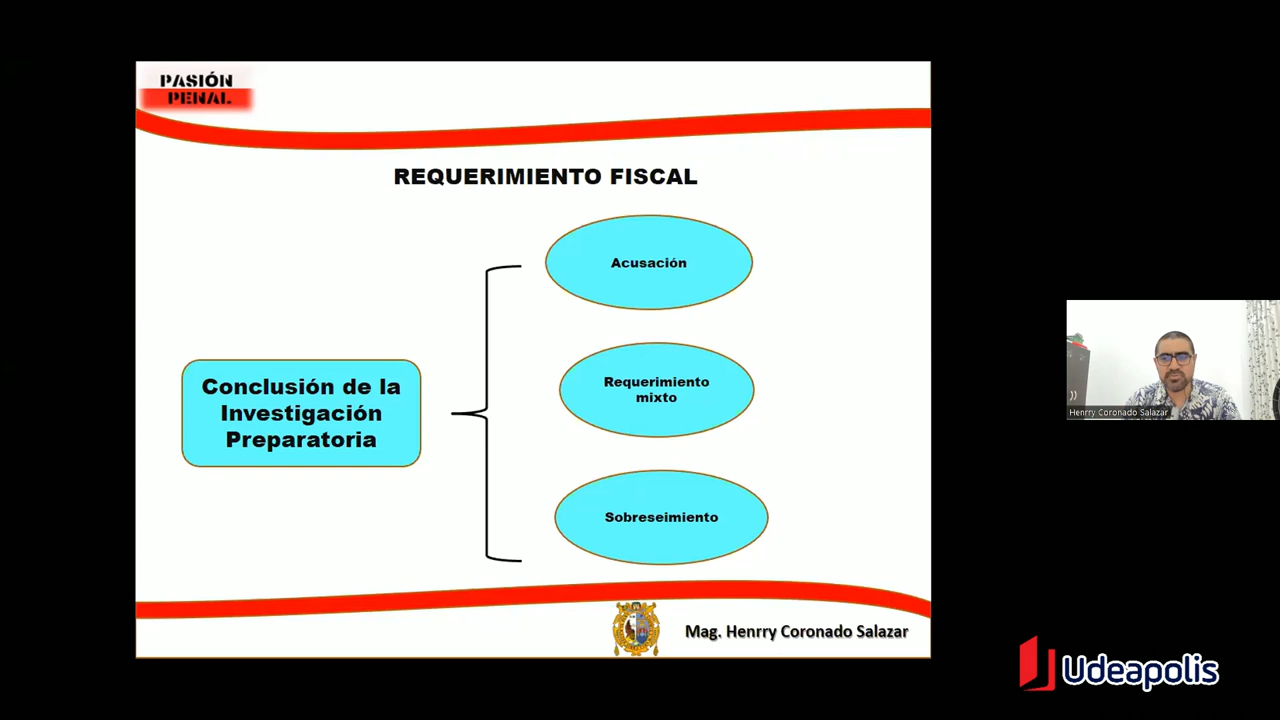 PASIÓN
PENAL
REQUERIMIENTO FISCAL
Acusación
Requerimiento
mixto
Conclusión de la
Investigación
Preparatoria
Sobreseimiento
Mag. Henrry Coronado Salazar
Henrry Coronado Salazar
Udeapolis